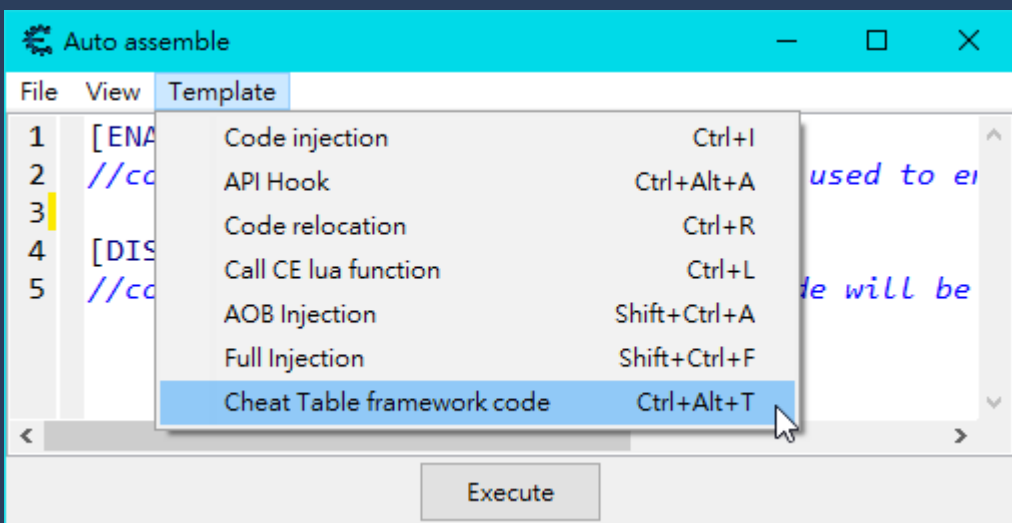 Auto assemble
File View Template
1 [ENA
2 //co used to
3
4 [DIS
5 //co will be
Code injection Ctrl+I
API Hook Ctrl+Alt+A
Code relocation Ctrl+R
Call CE lua function Ctrl+L
AOB Injection Shift+Ctrl+A
Full Injection Shift+Ctrl+F
Cheat Table framework code Ctrl+Alt+T
Execute